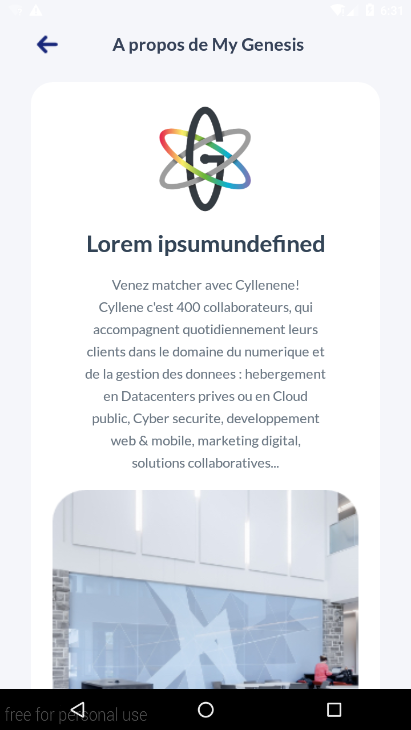 6:31
A propos de My Genesis
G
Lorem ipsumundefined
Venez matcher avec Cyllenene!
Cyllene c'est 400 collaborateurs, qui
accompagnent quotidiennement leurs
clients dans le domaine du numerique et
de la gestion des donnees : hebergement
en Datacenters prives ou en Cloud
public, Cyber securite, developpement
web & mobile, marketing digital,
solutions collaboratives...
free for personal use